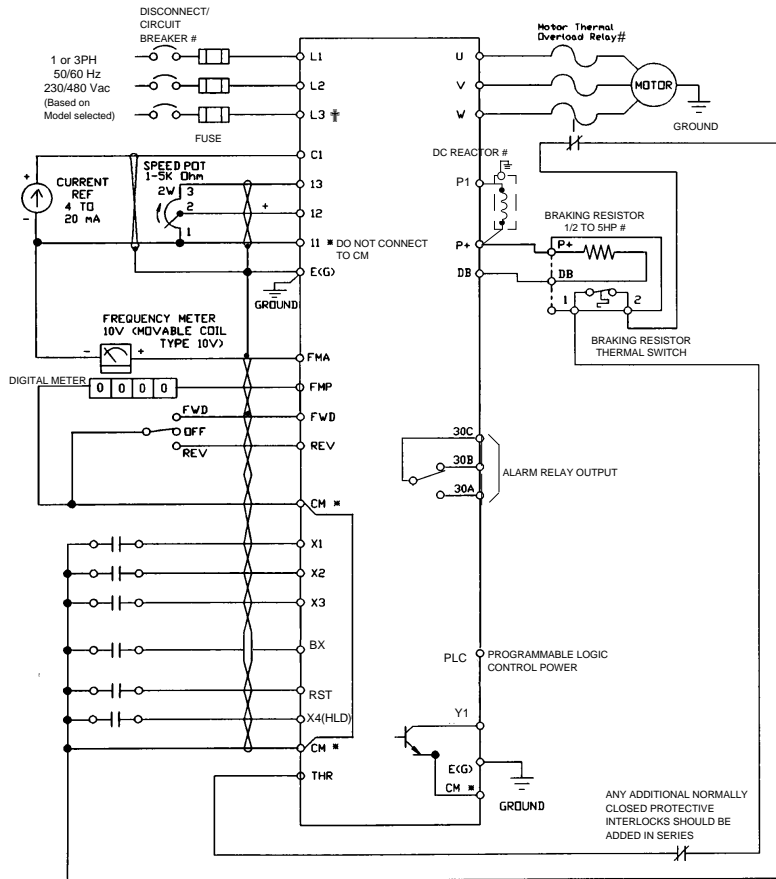 DISCONNECT/
CIRCUIT
BREAKER #
1 or 3PH
50/60 Hz
230/480 Vac
(Based on
Model selected)
FUSE
L1
L2
L3 ⋕
C1
SPEED POT
1-5K Ohm
2W
3
2
1
+
13
12
11 * DO NOT CONNECT
TO CM
E(G)
GROUND
+
CURRENT
REF
4 TO
20 mA
-
FREQUENCY METER
10V (MOVABLE COIL
TYPE 10V)
-
+
FMA
DIGITAL METER
0 0 0 0
FMP
FWD
OFF
REV
FWD
REV
CM *
X1
X2
X3
BX
RST
X4(HLD)
CM *
THR
Motor Thermal
Overload Relay#
U
V
W
MOTOR
GROUND
DC REACTOR #
P1
P+
DB
BRAKING RESISTOR
1/2 TO 5HP #
P+
DB
1
2
BRAKING RESISTOR
THERMAL SWITCH
30C
30B
30A
ALARM RELAY OUTPUT
PLC
PROGRAMMABLE LOGIC
CONTROL POWER
Y1
E(G)
CM *
GROUND
ANY ADDITIONAL NORMALLY
CLOSED PROTECTIVE
INTERLOCKS SHOULD BE
ADDED IN SERIES